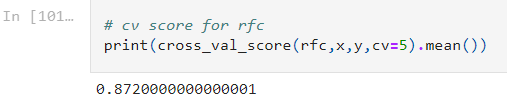 In [101...
# cv score for rfc
print(cross_val_score(rfc,x,y,cv=5).mean())
0.8720000000000001